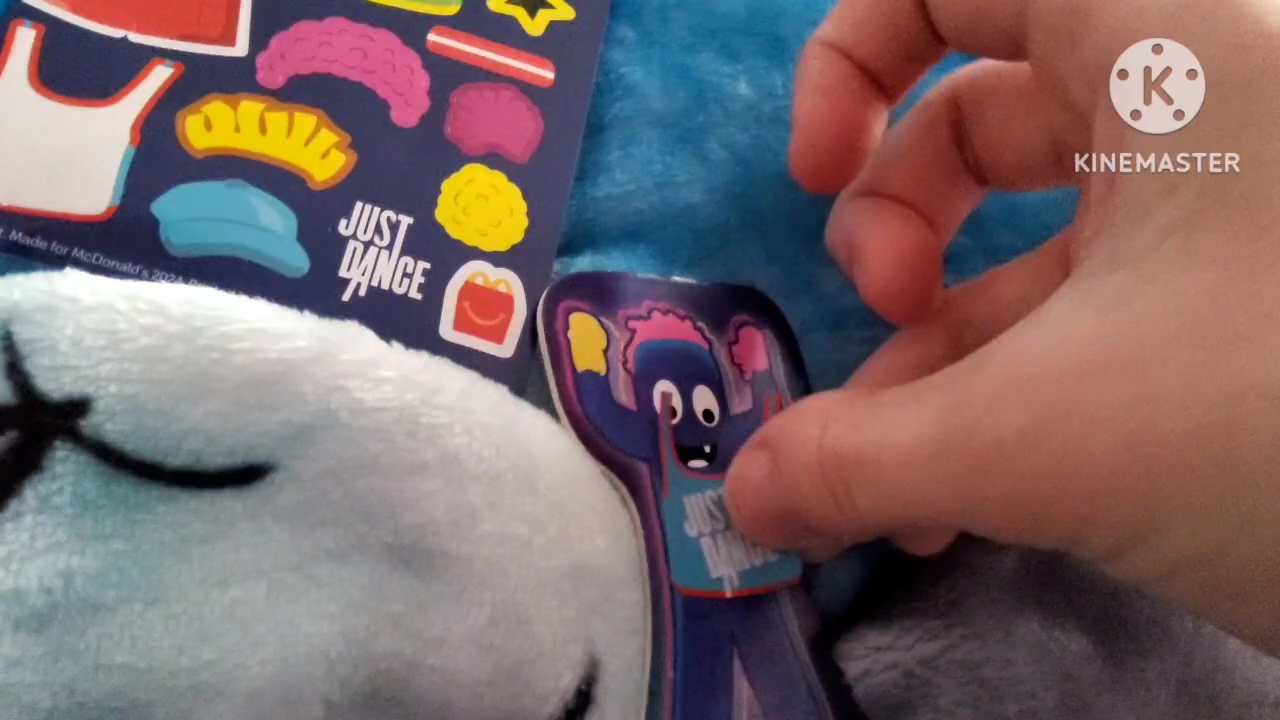 KINEMASTER
t. Made for McDonald's 2024
JUST
DANCE
JUST
DANCE